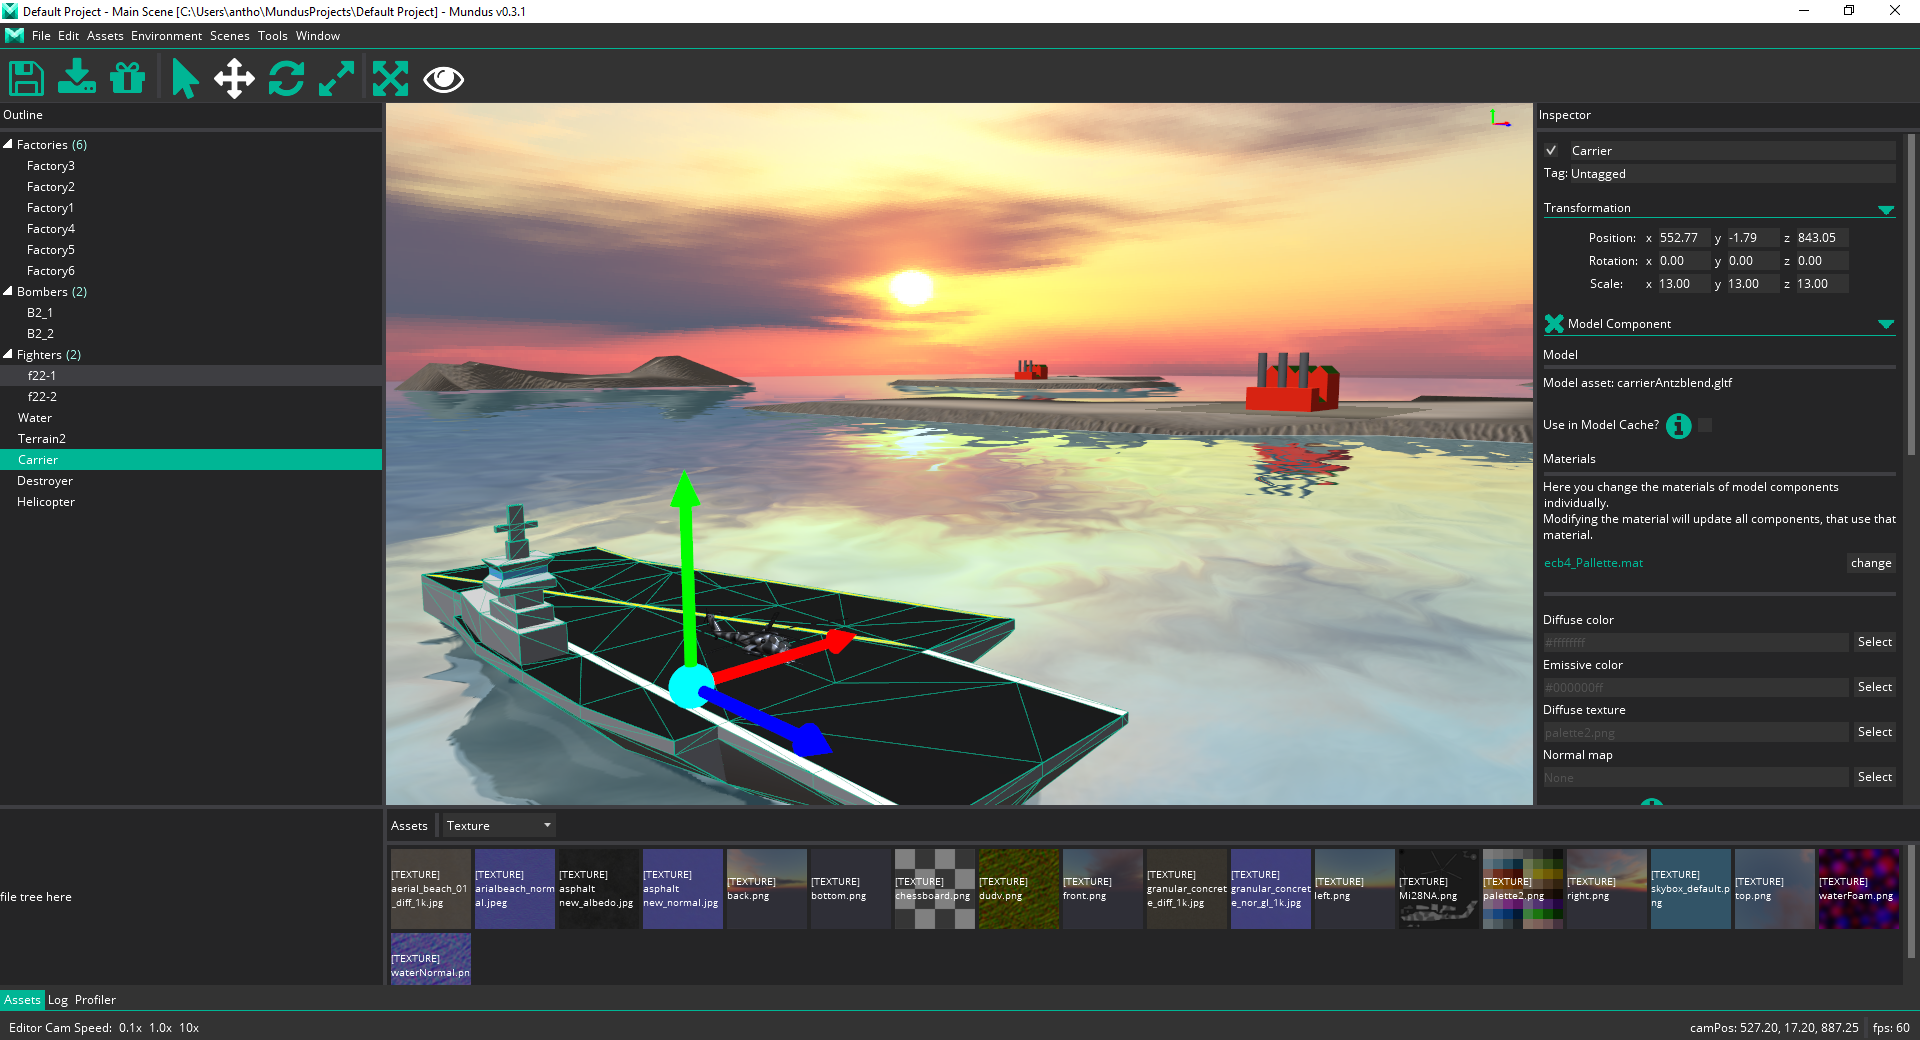 Default Project - Main Scene [C:\Users\antho\MundusProjects\Default Project] - Mundus v0.3.1
File Edit Assets Environment Scenes Tools Window
Outline
Factories (6)
Factory3
Factory2
Factory1
Factory4
Factory5
Factory6
Bombers (2)
B2_1
B2_2
Fighters (2)
f22-1
f22-2
Water
Terrain2
Carrier
Destroyer
Helicopter
Inspector
Carrier
Tag: Untagged
Transformation
Position: x 552.77 y -1.79 z 843.05
Rotation: x 0.00 y 0.00 z 0.00
Scale: x 13.00 y 13.00 z 13.00
Model Component
Model
Model asset: carrierAntzblend.gltf
Use in Model Cache?
Materials
Here you change the materials of model components
individually.
Modifying the material will update all components, that use that
material.
ecb4_Pallette.mat change
Diffuse color
#ffffffff Select
Emissive color
#000000ff Select
Diffuse texture
palette2.png Select
Normal map
None Select
file tree here
Assets Texture
[TEXTURE]
aerial_beach_01
_diff_1k.jpg
[TEXTURE]
arialbeach_norm
al.jpeg
[TEXTURE]
asphalt
new_albedo.jpg
[TEXTURE]
asphalt
new_normal.jpg
[TEXTURE]
back.png
[TEXTURE]
bottom.png
[TEXTURE]
chessboard.png
[TEXTURE]
dudv.png
[TEXTURE]
front.png
[TEXTURE]
granular_concret
e_diff_1k.jpg
[TEXTURE]
granular_concret
e_nor_gl_1k.jpg
[TEXTURE]
left.png
[TEXTURE]
Mi28NA.png
[TEXTURE]
palette2.png
[TEXTURE]
right.png
[TEXTURE]
skybox_default.p
ng
[TEXTURE]
top.png
[TEXTURE]
waterFoam.png
[TEXTURE]
waterNormal.pn
Assets Log Profiler
Editor Cam Speed: 0.1x 1.0x 10x
camPos: 527.20, 17.20, 887.25 fps: 60